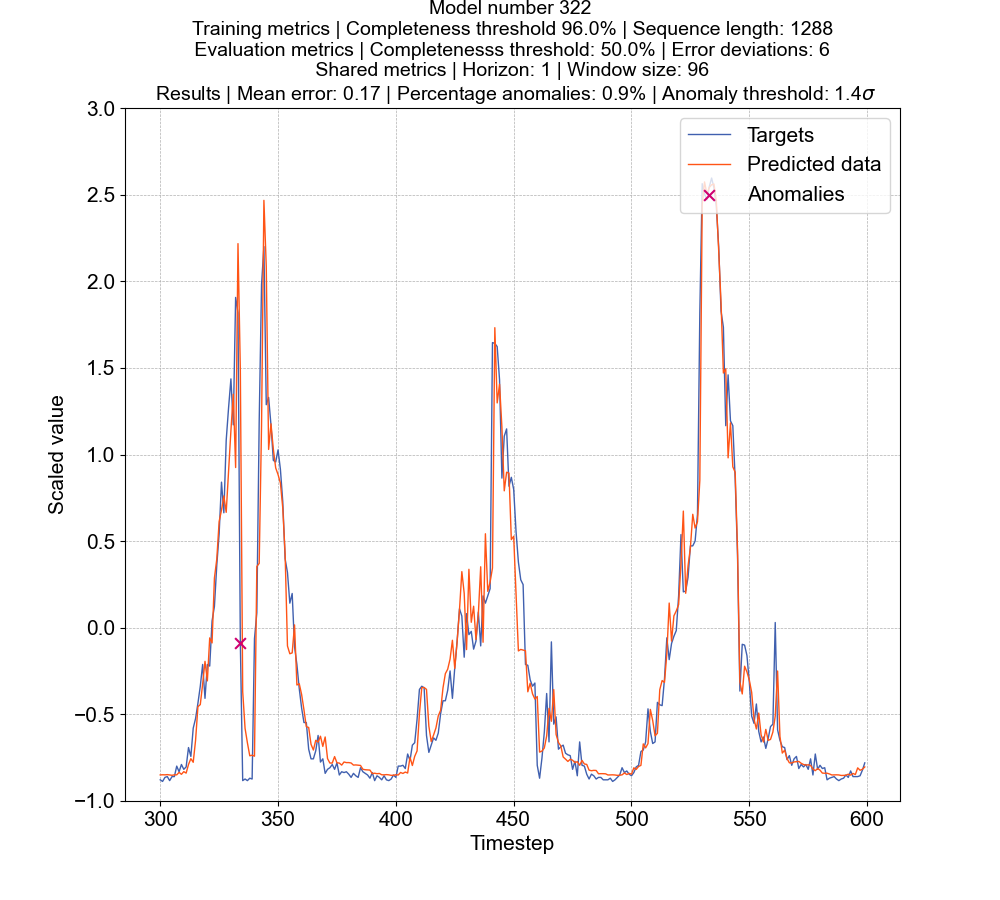 Model number 322
Training metrics | Completeness threshold 96.0% | Sequence length: 1288
Evaluation metrics | Completenesss threshold: 50.0% | Error deviations: 6
Shared metrics | Horizon: 1 | Window size: 96
Results | Mean error: 0.17 | Percentage anomalies: 0.9% | Anomaly threshold: 1.4σ
Targets
Predicted data
Anomalies
3.0
2.5
2.0
1.5
1.0
0.5
0.0
−0.5
−1.0
Scaled value
300 350 400 450 500 550 600
Timestep